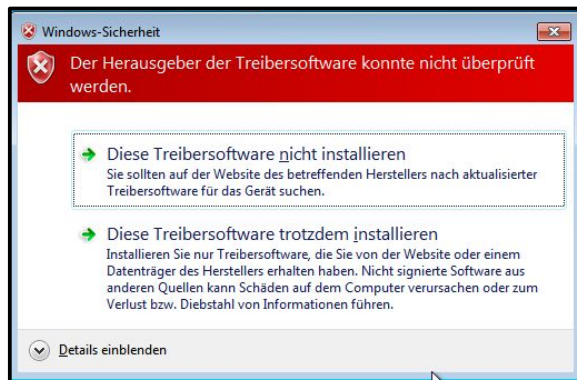 Windows-Sicherheit
Der Herausgeber der Treibersoftware konnte nicht überprüft
werden.
Diese Treibersoftware nicht installieren
Sie sollten auf der Website des betreffenden Herstellers nach aktualisierter
Treibersoftware für das Gerät suchen.
Diese Treibersoftware trotzdem installieren
Installieren Sie nur Treibersoftware, die Sie von der Website oder einem
Datenträger des Herstellers erhalten haben. Nicht signierte Software aus
anderen Quellen kann Schäden auf dem Computer verursachen oder zum
Verlust bzw. Diebstahl von Informationen führen.
Details einblenden